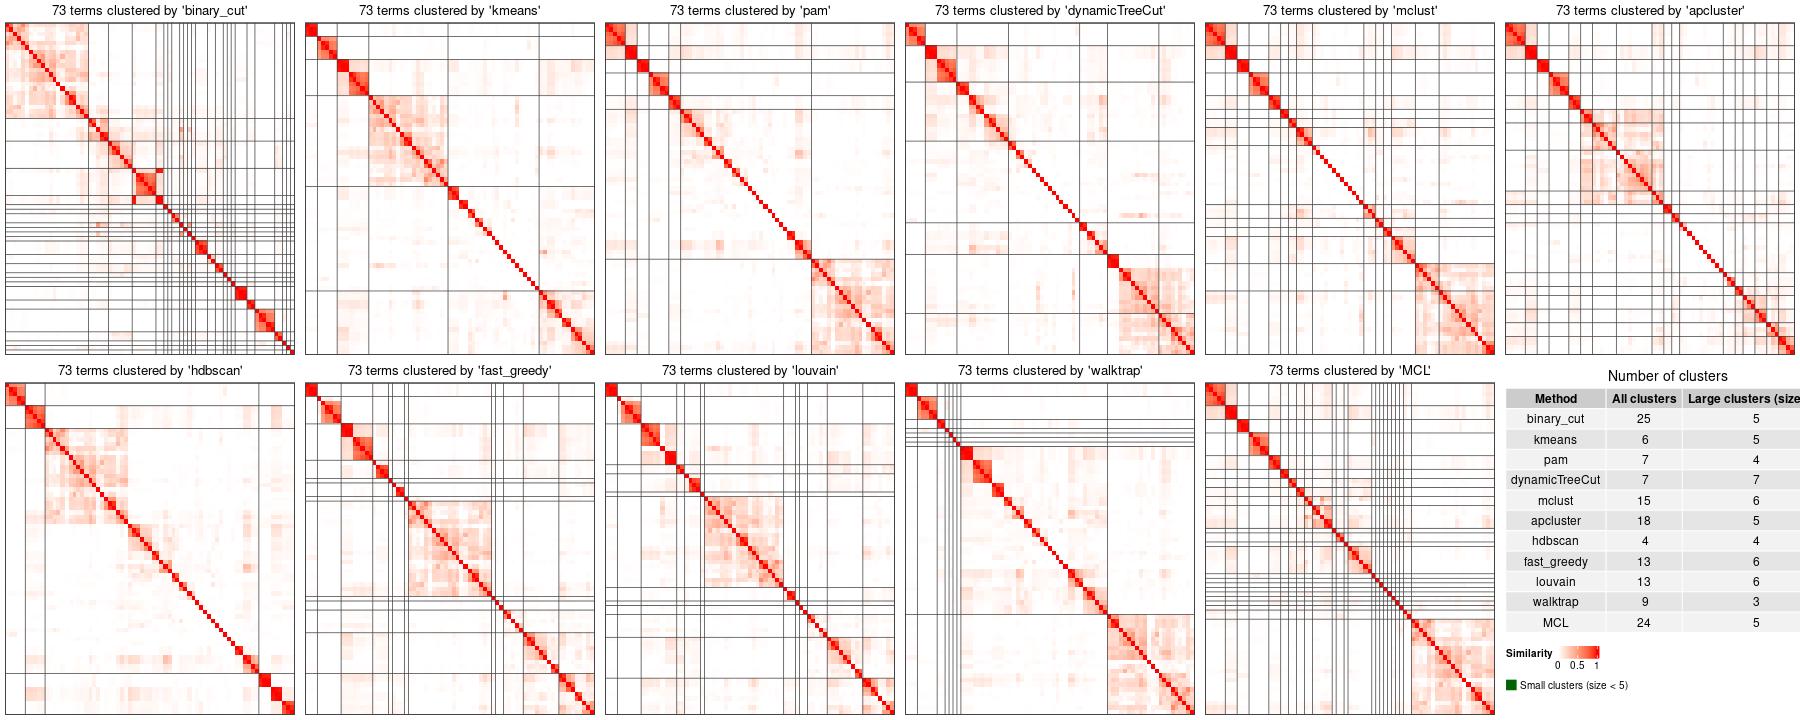 73 terms clustered by 'binary_cut'
73 terms clustered by 'kmeans'
73 terms clustered by 'pam'
73 terms clustered by 'dynamicTreeCut'
73 terms clustered by 'mclust'
73 terms clustered by 'apcluster'
73 terms clustered by 'hdbscan'
73 terms clustered by 'fast_greedy'
73 terms clustered by 'louvain'
73 terms clustered by 'walktrap'
73 terms clustered by 'MCL'
Number of clusters
Method All clusters Large clusters (size
binary_cut 25 5
kmeans 6 5
pam 7 4
dynamicTreeCut 7 7
mclust 15 6
apcluster 18 5
hdbscan 4 4
fast_greedy 13 6
louvain 13 6
walktrap 9 3
MCL 24 5
Similarity
0 0.5 1
Small clusters (size < 5)